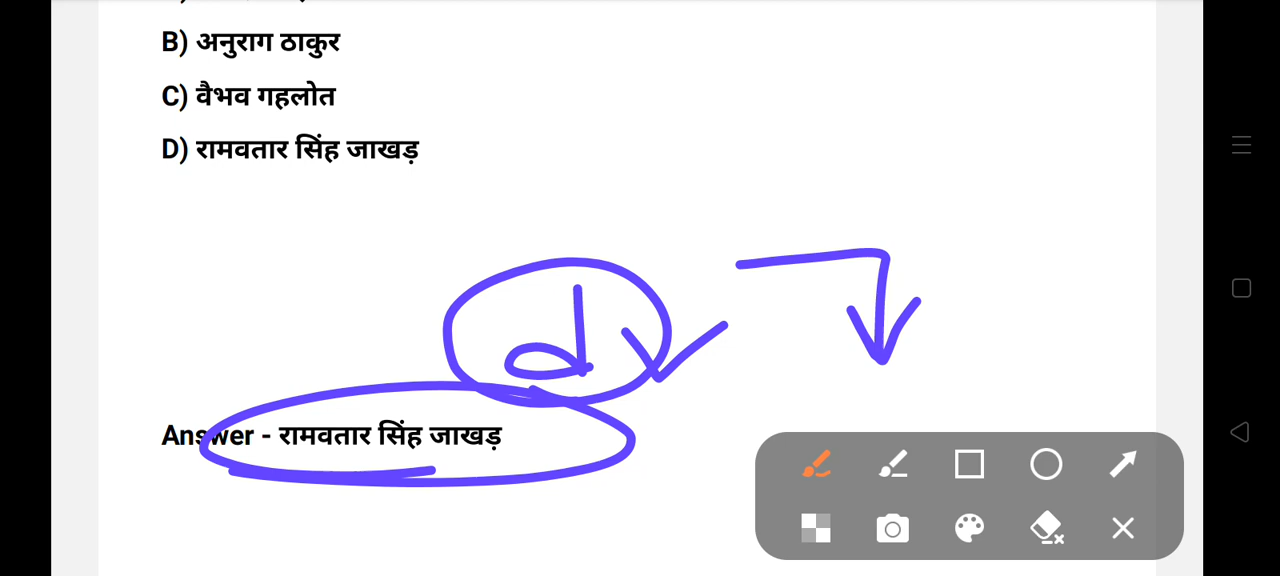 B) अनुराग ठाकुर
C) वैभव गहलोत
D) रामवतार सिंह जाखड़
d
Answer - रामवतार सिंह जाखड़